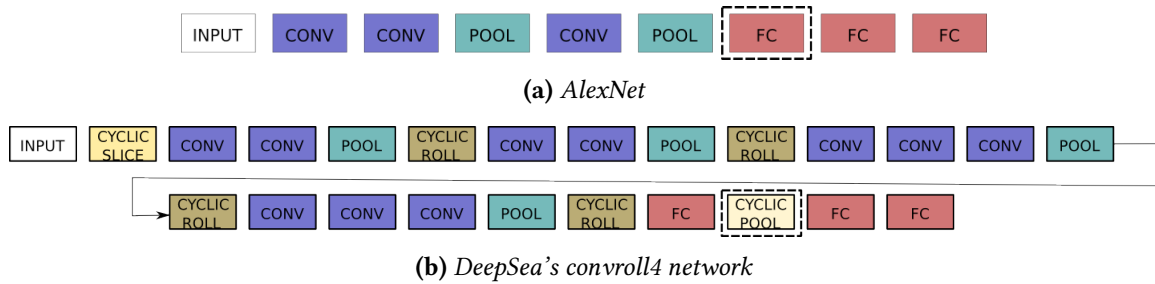 INPUT CONV CONV POOL CONV POOL FC FC FC
(a) AlexNet
INPUT CYCLIC SLICE CONV CONV POOL CYCLIC ROLL CONV CONV POOL CYCLIC ROLL CONV CONV CONV POOL
CYCLIC ROLL CONV CONV CONV POOL CYCLIC ROLL FC CYCLIC POOL FC FC
(b) DeepSea's convroll4 network